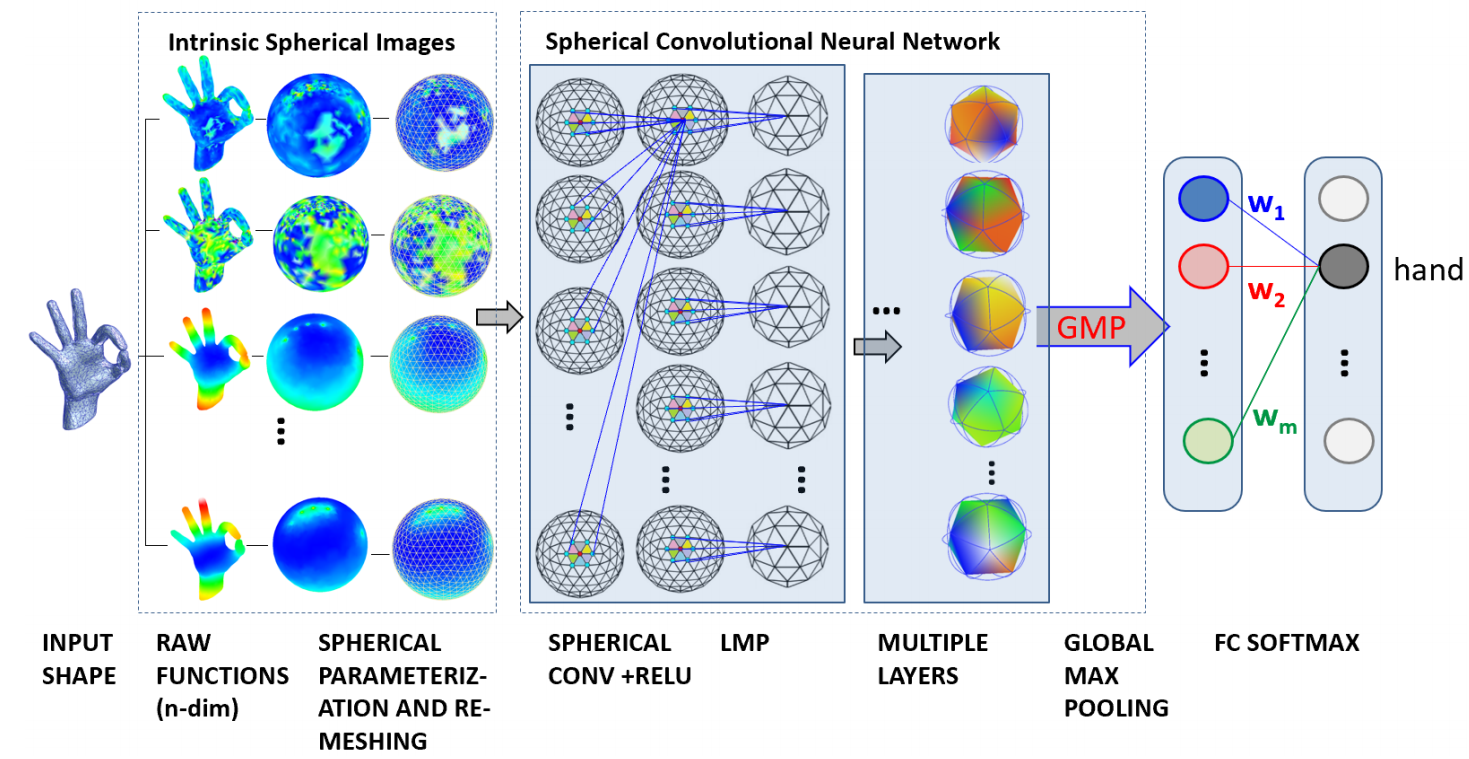 Intrinsic Spherical Images
Spherical Convolutional Neural Network
w1
w2
wm
hand
GMP
INPUT
SHAPE
RAW
FUNCTIONS
(n-dim)
SPHERICAL
PARAMETERIZ-
ATION AND RE-
MESHING
SPHERICAL
CONV +RELU
LMP
MULTIPLE
LAYERS
GLOBAL
MAX
POOLING
FC SOFTMAX